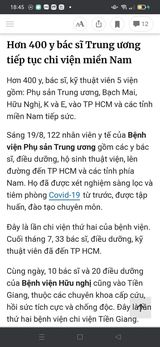 18:45
12
Hơn 400 y bác sĩ Trung ương
tiếp tục chi viện miền Nam
Hơn 400 y, bác sĩ, kỹ thuật viên 5 viện
gồm: Phụ sản Trung ương, Bạch Mai,
Hữu Nghị, K và E, vào TP HCM và các tỉnh
miền Nam tiếp sức.
Sáng 19/8, 122 nhân viên y tế của Bệnh
viện Phụ sản Trung ương gồm các y bác
sĩ, điều dưỡng, hộ sinh thuật viện, lên
đường đến TP HCM và các tỉnh phía
Nam. Họ đã được xét nghiệm sàng lọc và
tiêm phòng Covid-19 từ trước, được tập
huấn, đào tạo chuyên môn.
Đây là lần chi viện thứ hai của bệnh viện.
Cuối tháng 7, 33 bác sĩ, điều dưỡng, kỹ
thuật viên đã đến TP HCM.
Cùng ngày, 10 bác sĩ và 20 điều dưỡng
của Bệnh viện Hữu nghị cũng vào Tiền
Giang, thuộc các chuyên khoa cấp cứu,
hồi sức tích cực và chống độc. Đây là lần
thứ hai bệnh viện chi viện Tiền Giang.